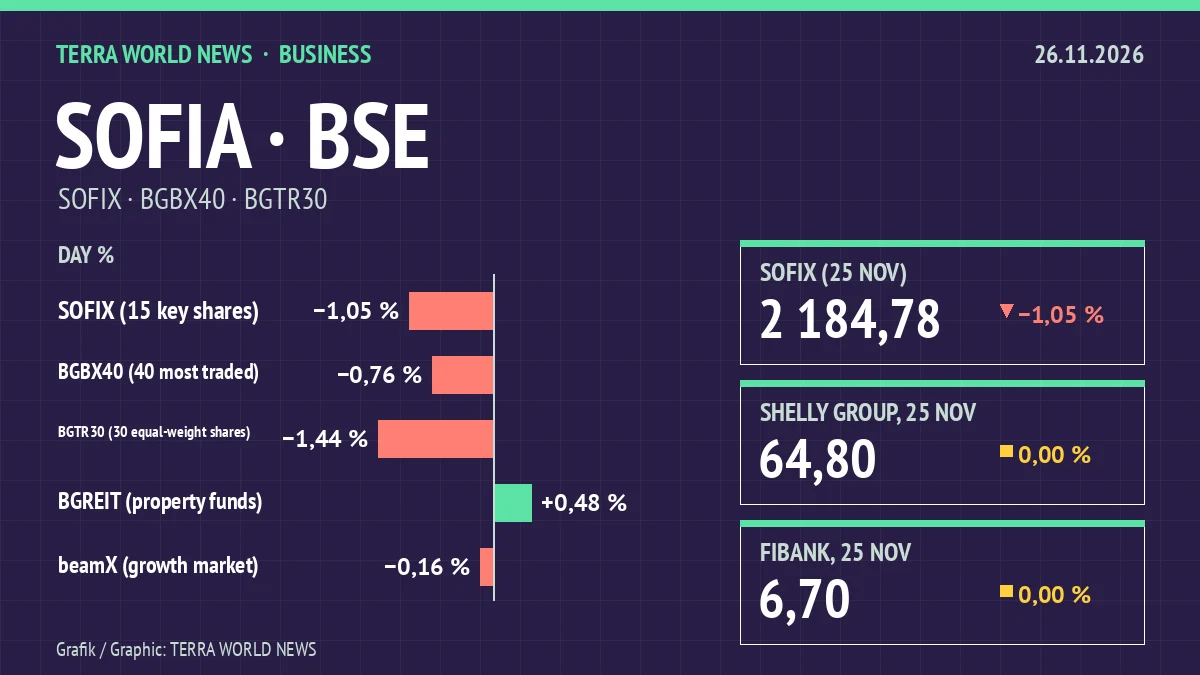 TERRA WORLD NEWS · BUSINESS
26.11.2026
SOFIA · BSE
SOFIX · BGBX40 · BGTR30
DAY %
SOFIX (15 key shares) −1,05 %
BGBX40 (40 most traded) −0,76 %
BGTR30 (30 equal-weight shares) −1,44 %
BGREIT (property funds) +0,48 %
beamX (growth market) −0,16 %
SOFIX (25 NOV)
2 184,78 ▼−1,05 %
SHELLY GROUP, 25 NOV
64,80 ■0,00 %
FIBANK, 25 NOV
6,70 ■0,00 %
Grafik / Graphic: TERRA WORLD NEWS